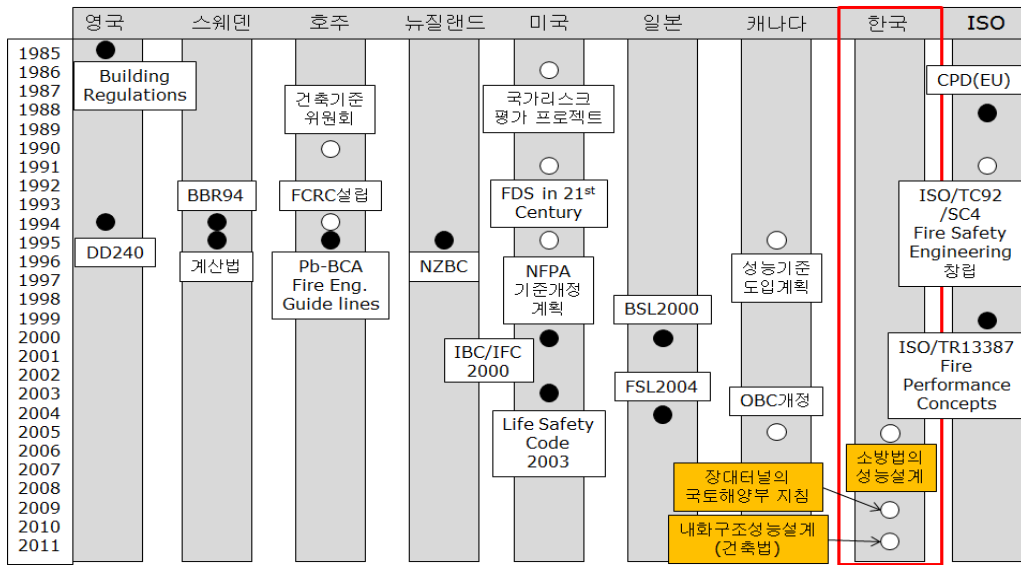 영국 스웨덴 호주 뉴질랜드 미국 일본 캐나다 한국 ISO
1985
1986
1987
1988
1989
1990
1991
1992
1993
1994
1995
1996
1997
1998
1999
2000
2001
2002
2003
2004
2005
2006
2007
2008
2009
2010
2011
Building
Regulations
DD240
BBR94
계산법
건축기준
위원회
FCRC설립
Pb-BCA
Fire Eng.
Guide lines
NZBC
국가리스크
평가 프로젝트
FDS in 21st
Century
NFPA
기준개정
계획
IBC/IFC
2000
Life Safety
Code
2003
BSL2000
FSL2004
성능기준
도입계획
OBC개정
소방법의
성능설계
장대터널의
국토해양부 지침
내화구조성능설계
(건축법)
CPD(EU)
ISO/TC92
/SC4
Fire Safety
Engineering
창립
ISO/TR13387
Fire
Performance
Concepts